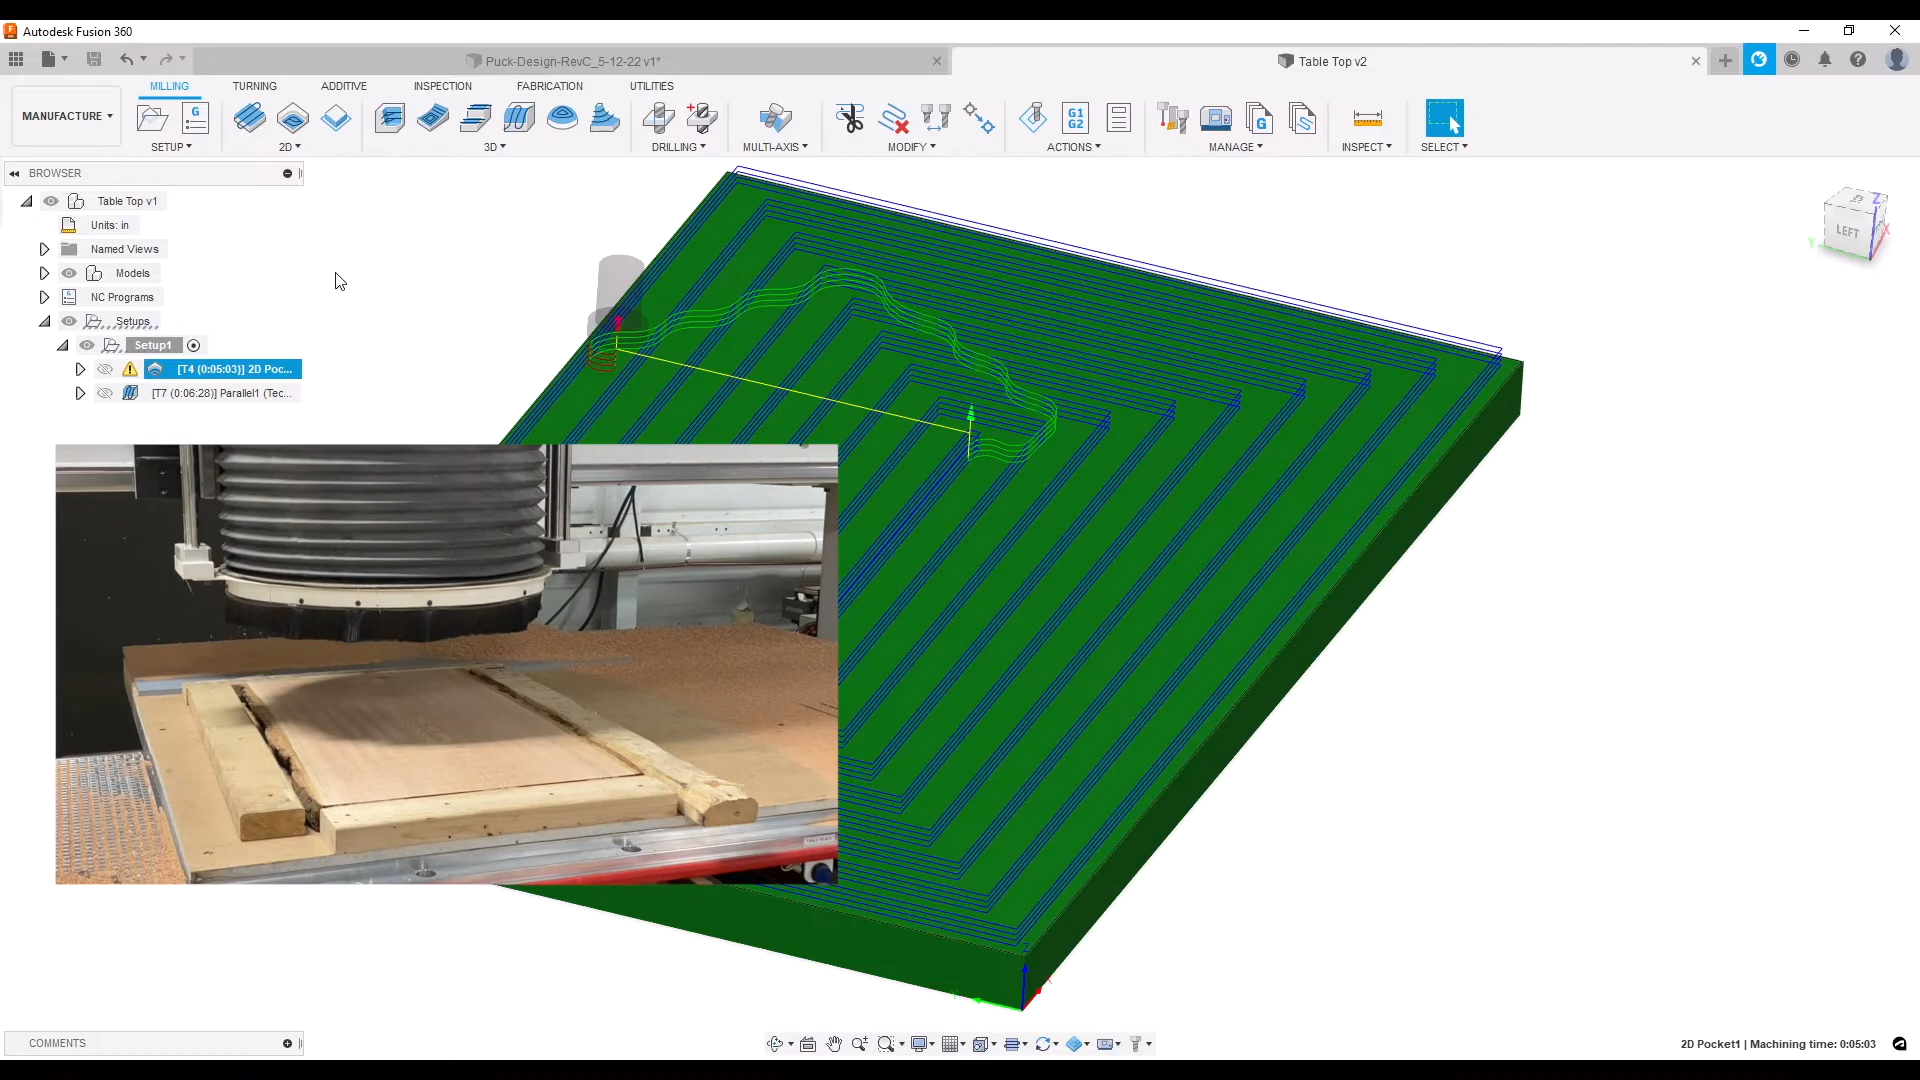 Autodesk Fusion 360
Puck-Design-RevC_5-12-22 v1*
Table Top v2
MILLING TURNING ADDITIVE INSPECTION FABRICATION UTILITIES
MANUFACTURE
G
G1
G2
G
S
SETUP 2D 3D DRILLING MULTI-AXIS MODIFY ACTIONS MANAGE INSPECT SELECT
BROWSER
Table Top v1
Units: in
Named Views
Models
NC Programs
Setups
Setup1
[T4 (0:05:03)] 2D Poc...
[T7 (0:06:28)] Parallel1 (Tec...
Z
LEFT
Y
X
Z
COMMENTS
2D Pocket1 | Machining time: 0:05:03